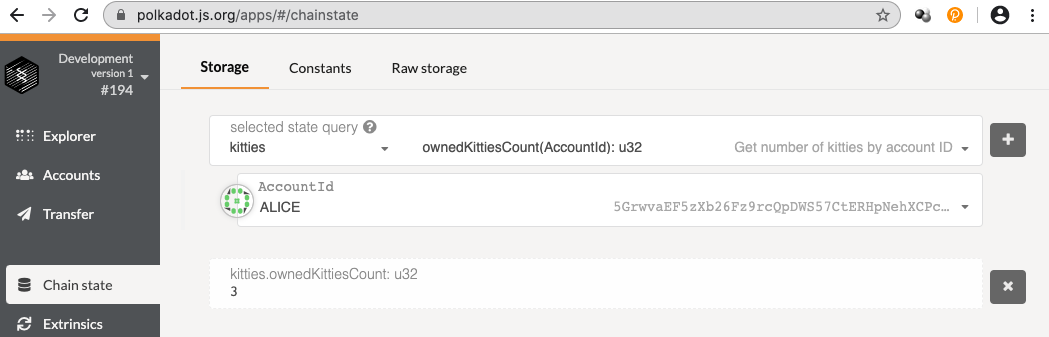 polkadot.js.org/apps/#/chainstate
Development
version 1
#194
Storage
Constants
Raw storage
Explorer
Accounts
Transfer
Chain state
Extrinsics
selected state query
kitties
ownedKittiesCount(AccountId): u32
Get number of kitties by account ID
AccountId
ALICE
5GrwvaEF5zXb26Fz9rcQpDWS57CtERHpNehXCPc…
kitties.ownedKittiesCount: u32
3